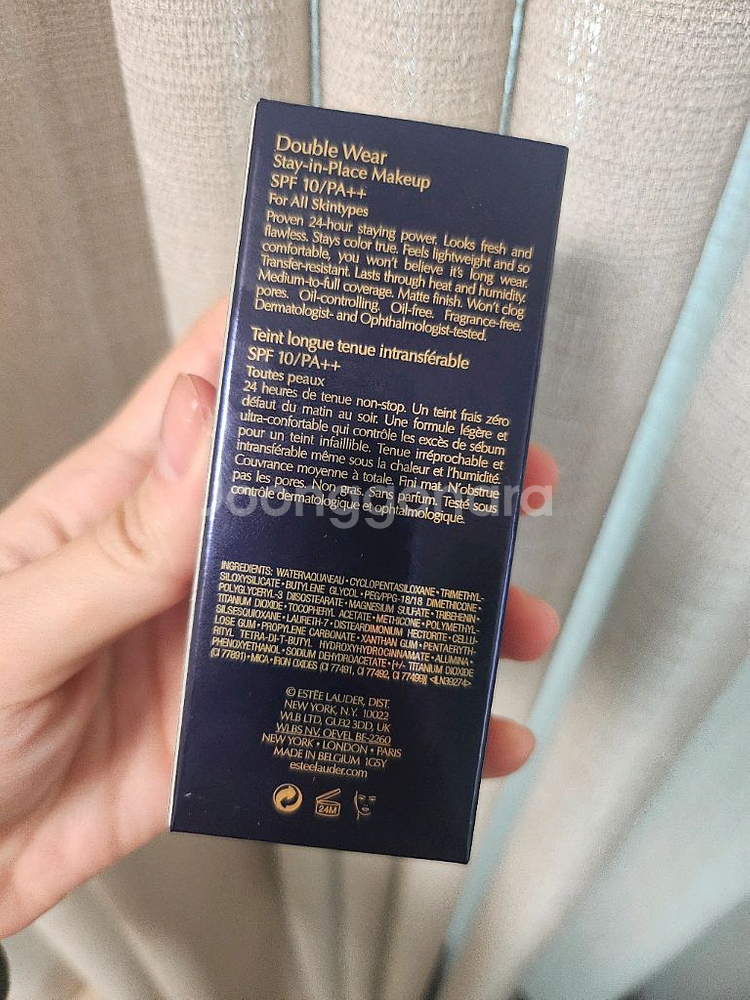 Double Wear
Stay-in-Place Makeup
SPF 10/PA++
For All Skintypes
Proven 24-hour staying power. Looks fresh and
flawless. Stays color true. Feels lightweight and so
comfortable, you won't believe it's long wear.
Transfer-resistant. Lasts through heat and humidity.
Medium-to-full coverage. Matte finish. Won't clog
pores. Oil-controlling. Oil-free. Fragrance-free.
Dermatologist- and Ophthalmologist-tested.
Teint longue tenue intransférable
SPF 10/PA++
Toutes peaux
24 heures de tenue non-stop. Un teint frais zéro
défaut du matin au soir. Une formule légère et
ultra-confortable qui contrôle les excès de sébum
pour un teint infaillible. Tenue irréprochable et
intransférable même sous la chaleur et l'humidité.
Couvrance moyenne à totale. Fini mat. N'obstrue
pas les pores. Non gras. Sans parfum. Testé sous
contrôle dermatologique et ophtalmologique.
INGREDIENTS: WATER\AQUA\EAU • CYCLOPENTASILOXANE • TRIMETHYL-
SILOXYSILICATE • BUTYLENE GLYCOL • PEG/PPG-18/18 DIMETHICONE •
POLYGLYCERYL-3 DIISOSTEARATE • MAGNESIUM SULFATE • TRIBEHENIN •
TITANIUM DIOXIDE • TOCOPHERYL ACETATE • METHICONE • POLYMETHYL-
SILSESQUIOXANE • LAURETH-7 • DISTEARDIMONIUM HECTORITE • CELLU-
LOSE GUM • PROPYLENE CARBONATE • XANTHAN GUM • PENTAERYTH-
RITYL TETRA-DI-T-BUTYL HYDROXYHYDROCINNAMATE • ALUMINA •
PHENOXYETHANOL • SODIUM DEHYDROACETATE • [+/- TITANIUM DIOXIDE
(CI 77891) • MICA • IRON OXIDES (CI 77491, CI 77492, CI 77499)] <ILN39274>
© ESTĒE LAUDER, DIST.
NEW YORK, N.Y. 10022
WLB LTD, GU32 3DD, UK
WLBS NV. OEVEL BE-2260
NEW YORK • LONDON • PARIS
MADE IN BELGIUM 1G5Y
esteelauder.com
24M